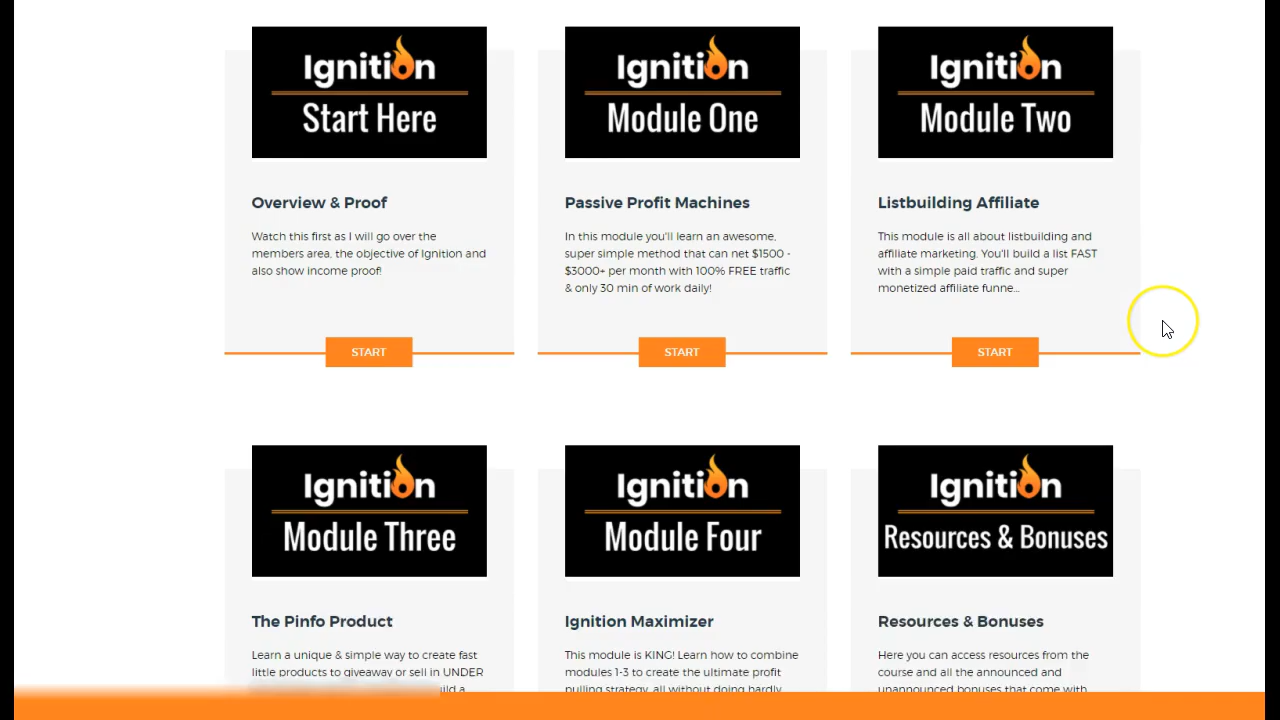 Ignition
Start Here
Overview & Proof
Watch this first as I will go over the
members area, the objective of Ignition and
also show income proof!
START
Ignition
Module One
Passive Profit Machines
In this module you'll learn an awesome,
super simple method that can net $1500 -
$3000+ per month with 100% FREE traffic
& only 30 min of work daily!
START
Ignition
Module Two
Listbuilding Affiliate
This module is all about listbuilding and
affiliate marketing. You'll build a list FAST
with a simple paid traffic and super
monetized affiliate funne...
START
Ignition
Module Three
The Pinfo Product
Learn a unique & simple way to create fast
little products to giveaway or sell in UNDER
Ignition
Module Four
Ignition Maximizer
This module is KING! Learn how to combine
modules 1-3 to create the ultimate profit
pulling strategy, all without doing hardly
Ignition
Resources & Bonuses
Resources & Bonuses
Here you can access resources from the
course and all the announced and
unannounced bonuses that come with